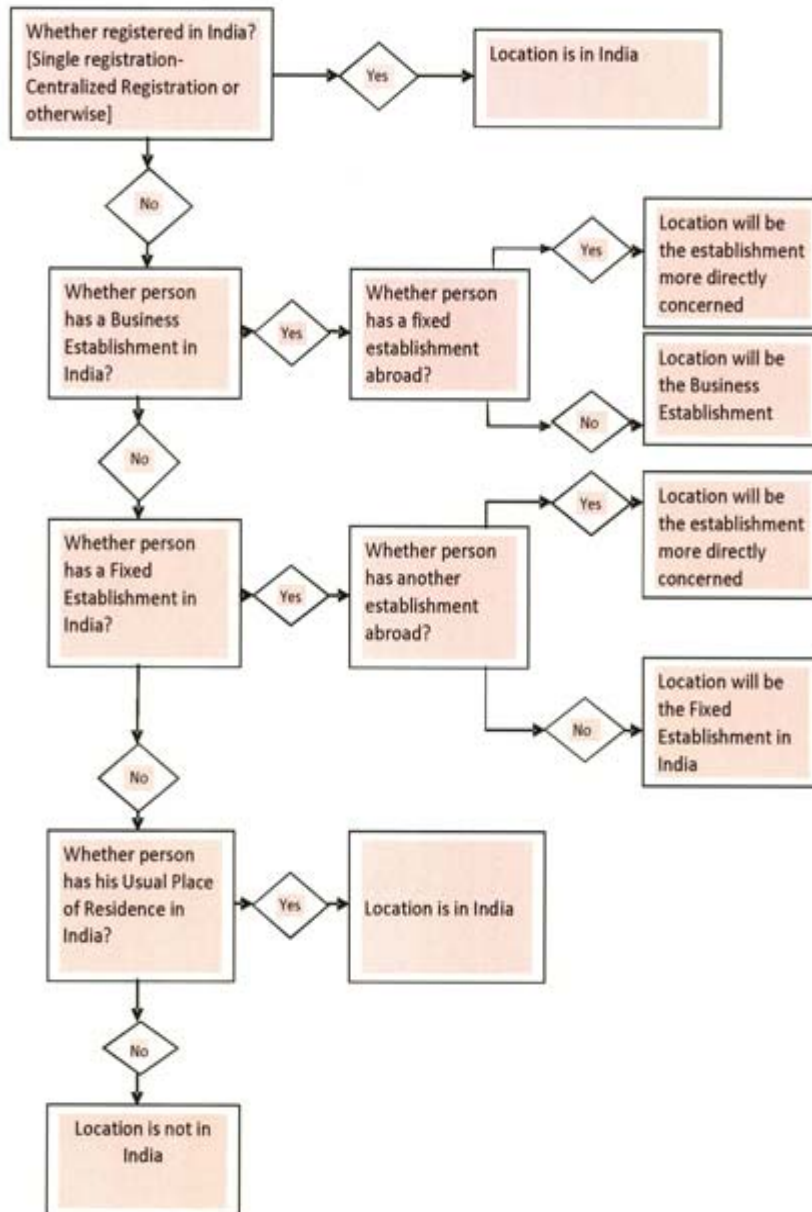 Whether registered in India?
[Single registration-
Centralized Registration or
otherwise]
Yes
Location is in India
No
Whether person
has a Business
Establishment in
India?
Yes
Whether person
has a fixed
establishment
abroad?
Yes
Location will be
the establishment
more directly
concerned
No
Location will be
the Business
Establishment
No
Whether person
has a Fixed
Establishment in
India?
Yes
Whether person
has another
establishment
abroad?
Yes
Location will be
the establishment
more directly
concerned
No
Location will be
the Fixed
Establishment in
India
No
Whether person
has his Usual Place
of Residence in
India?
Yes
Location is in India
No
Location is not in
India